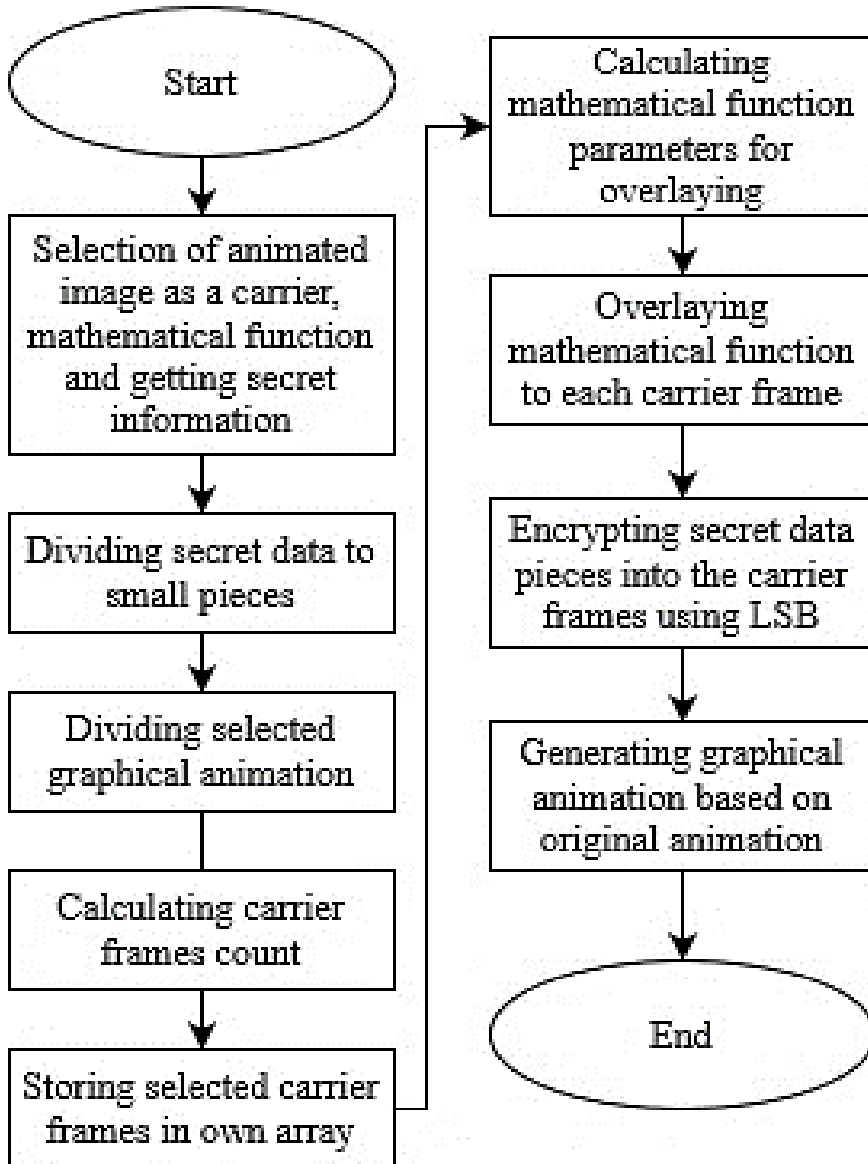 Start
Selection of animated
image as a carrier,
mathematical function
and getting secret
information
Dividing secret data to
small pieces
Dividing selected
graphical animation
Calculating carrier
frames count
Storing selected carrier
frames in own array
Calculating
mathematical function
parameters for
overlaying
Overlaying
mathematical function
to each carrier frame
Encrypting secret data
pieces into the carrier
frames using LSB
Generating graphical
animation based on
original animation
End